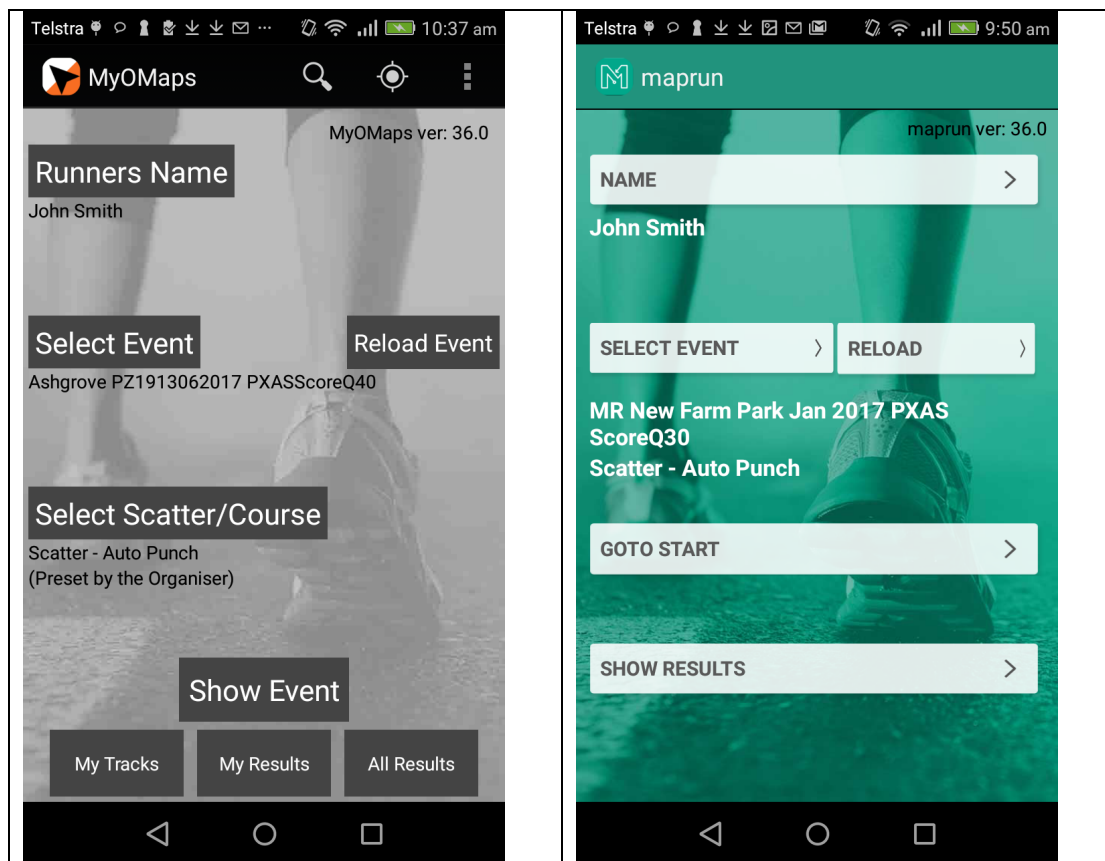 Telstra 10:37 am
MyOMaps
MyOMaps ver: 36.0
Runners Name
John Smith
Select Event Reload Event
Ashgrove PZ1913062017 PXASScoreQ40
Select Scatter/Course
Scatter - Auto Punch
(Preset by the Organiser)
Show Event
My Tracks My Results All Results
Telstra 9:50 am
maprun
maprun ver: 36.0
NAME
John Smith
SELECT EVENT RELOAD
MR New Farm Park Jan 2017 PXAS
ScoreQ30
Scatter - Auto Punch
GOTO START
SHOW RESULTS